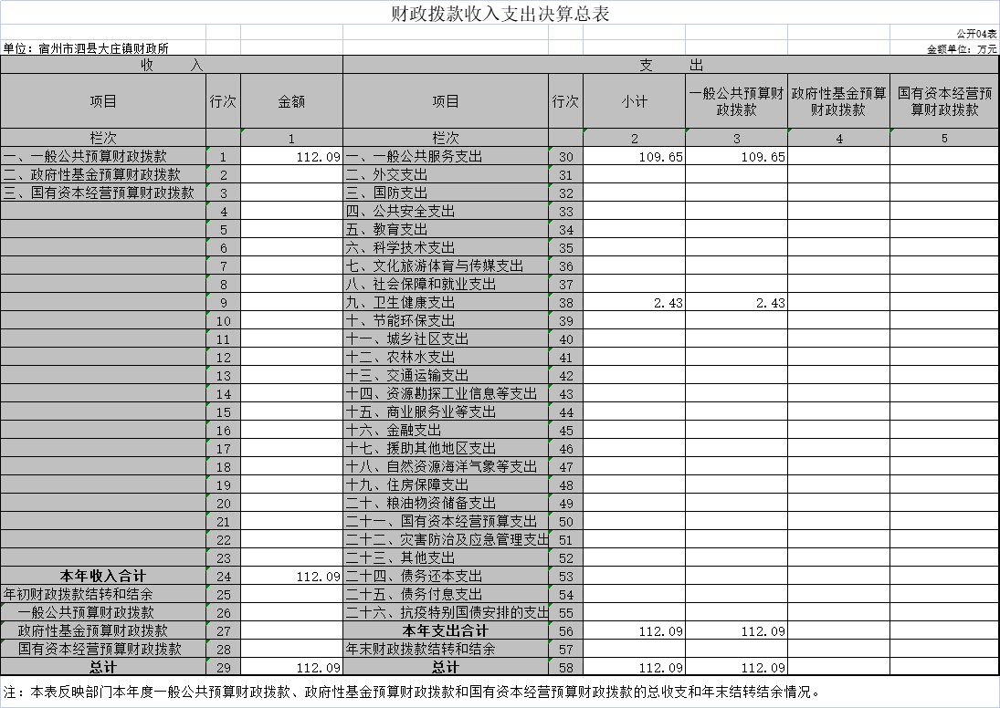 财政拨款收入支出决算总表
公开04表
单位：宿州市泗县大庄镇财政所 金额单位：万元
收 入 支 出
项目 行次 金额 项目 行次 小计 一般公共预算财政拨款 政府性基金预算财政拨款 国有资本经营预算财政拨款
栏次 1 栏次 2 3 4 5
一、一般公共预算财政拨款 1 112.09 一、一般公共服务支出 30 109.65 109.65
二、政府性基金预算财政拨款 2 二、外交支出 31
三、国有资本经营预算财政拨款 3 三、国防支出 32
4 四、公共安全支出 33
5 五、教育支出 34
6 六、科学技术支出 35
7 七、文化旅游体育与传媒支出 36
8 八、社会保障和就业支出 37
9 九、卫生健康支出 38 2.43 2.43
10 十、节能环保支出 39
11 十一、城乡社区支出 40
12 十二、农林水支出 41
13 十三、交通运输支出 42
14 十四、资源勘探工业信息等支出 43
15 十五、商业服务业等支出 44
16 十六、金融支出 45
17 十七、援助其他地区支出 46
18 十八、自然资源海洋气象等支出 47
19 十九、住房保障支出 48
20 二十、粮油物资储备支出 49
21 二十一、国有资本经营预算支出 50
22 二十二、灾害防治及应急管理支出 51
23 二十三、其他支出 52
本年收入合计 24 112.09 二十四、债务还本支出 53
年初财政拨款结转和结余 25 二十五、债务付息支出 54
一般公共预算财政拨款 26 二十六、抗疫特别国债安排的支出 55
政府性基金预算财政拨款 27 本年支出合计 56 112.09 112.09
国有资本经营预算财政拨款 28 年末财政拨款结转和结余 57
总计 29 112.09 总计 58 112.09 112.09
注：本表反映部门本年度一般公共预算财政拨款、政府性基金预算财政拨款和国有资本经营预算财政拨款的总收支和年末结转结余情况。